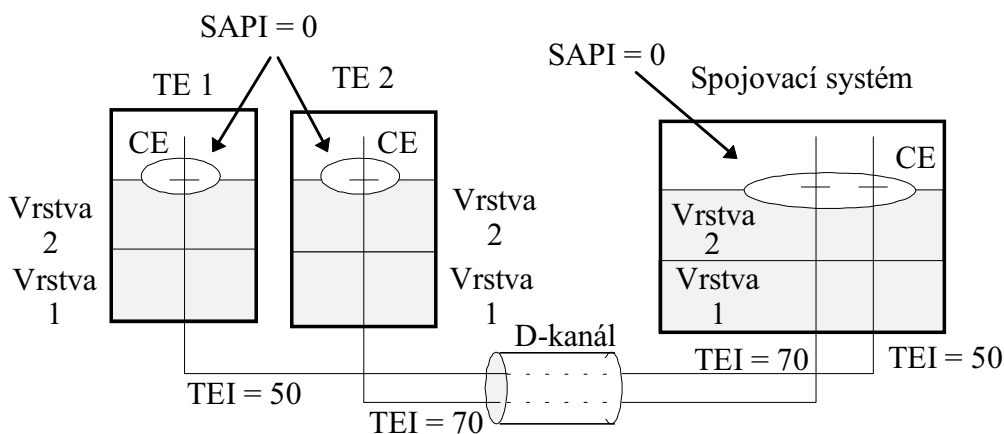 SAPI = 0
TE 1
TE 2
SAPI = 0
Spojovací systém
CE
CE
CE
Vrstva
2
Vrstva
1
Vrstva
2
Vrstva
1
Vrstva
2
Vrstva
1
D-kanál
TEI = 50
TEI = 70
TEI = 70
TEI = 50